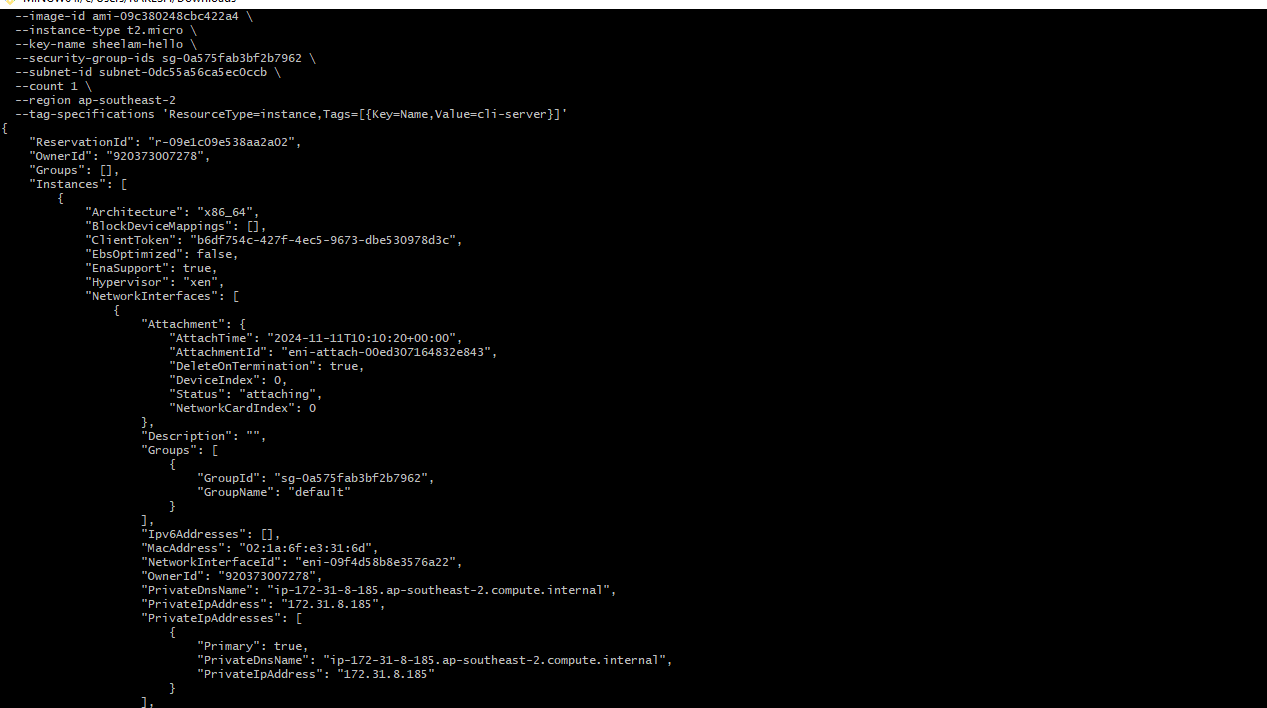 --image-id ami-09c380248cbc422a4 \
  --instance-type t2.micro \
  --key-name sheelam-hello \
  --security-group-ids sg-0a575fab3bf2b7962 \
  --subnet-id subnet-0dc55a56ca5ec0ccb \
  --count 1 \
  --region ap-southeast-2
  --tag-specifications 'ResourceType=instance,Tags=[{Key=Name,Value=cli-server}]'
{
    "ReservationId": "r-09e1c09e538aa2a02",
    "OwnerId": "920373007278",
    "Groups": [],
    "Instances": [
        {
            "Architecture": "x86_64",
            "BlockDeviceMappings": [],
            "ClientToken": "b6df754c-427f-4ec5-9673-dbe530978d3c",
            "EbsOptimized": false,
            "EnaSupport": true,
            "Hypervisor": "xen",
            "NetworkInterfaces": [
                {
                    "Attachment": {
                        "AttachTime": "2024-11-11T10:10:20+00:00",
                        "AttachmentId": "eni-attach-00ed307164832e843",
                        "DeleteOnTermination": true,
                        "DeviceIndex": 0,
                        "Status": "attaching",
                        "NetworkCardIndex": 0
                    },
                    "Description": "",
                    "Groups": [
                        {
                            "GroupId": "sg-0a575fab3bf2b7962",
                            "GroupName": "default"
                        }
                    ],
                    "Ipv6Addresses": [],
                    "MacAddress": "02:1a:6f:e3:31:6d",
                    "NetworkInterfaceId": "eni-09f4d58b8e3576a22",
                    "OwnerId": "920373007278",
                    "PrivateDnsName": "ip-172-31-8-185.ap-southeast-2.compute.internal",
                    "PrivateIpAddress": "172.31.8.185",
                    "PrivateIpAddresses": [
                        {
                            "Primary": true,
                            "PrivateDnsName": "ip-172-31-8-185.ap-southeast-2.compute.internal",
                            "PrivateIpAddress": "172.31.8.185"
                        }
                    ],